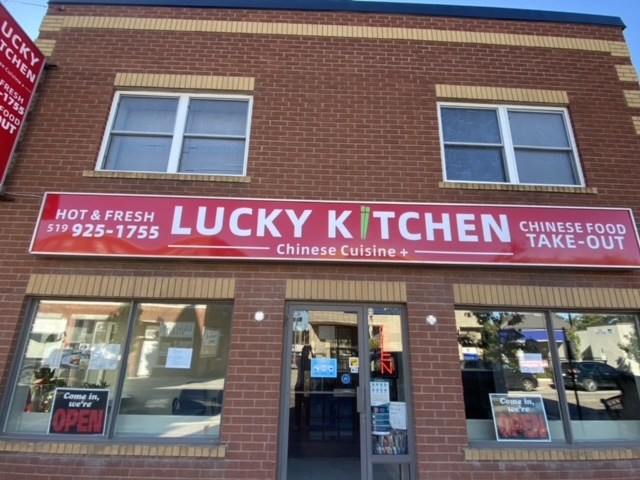 LUCKY
KITCHEN
FRESH
-1755
FOOD
OUT
HOT & FRESH
519 925-1755
LUCKY KITCHEN
Chinese Cuisine +
CHINESE FOOD
TAKE-OUT
OPEN
Come in,
we're
OPEN
Come in,
we're
OPEN